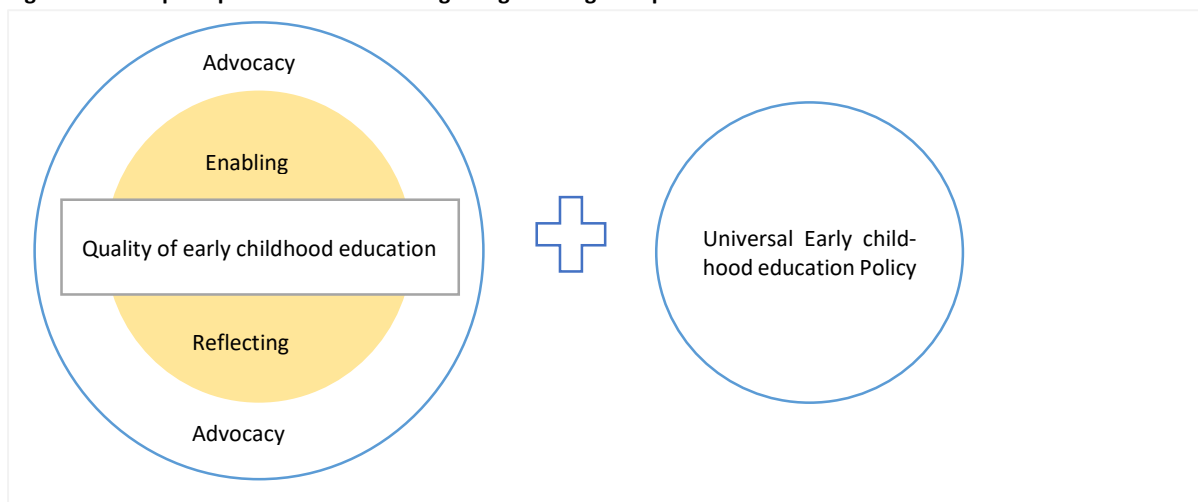 Advocacy
Enabling
Quality of early childhood education
Reflecting
Advocacy
Universal Early child-
hood education Policy